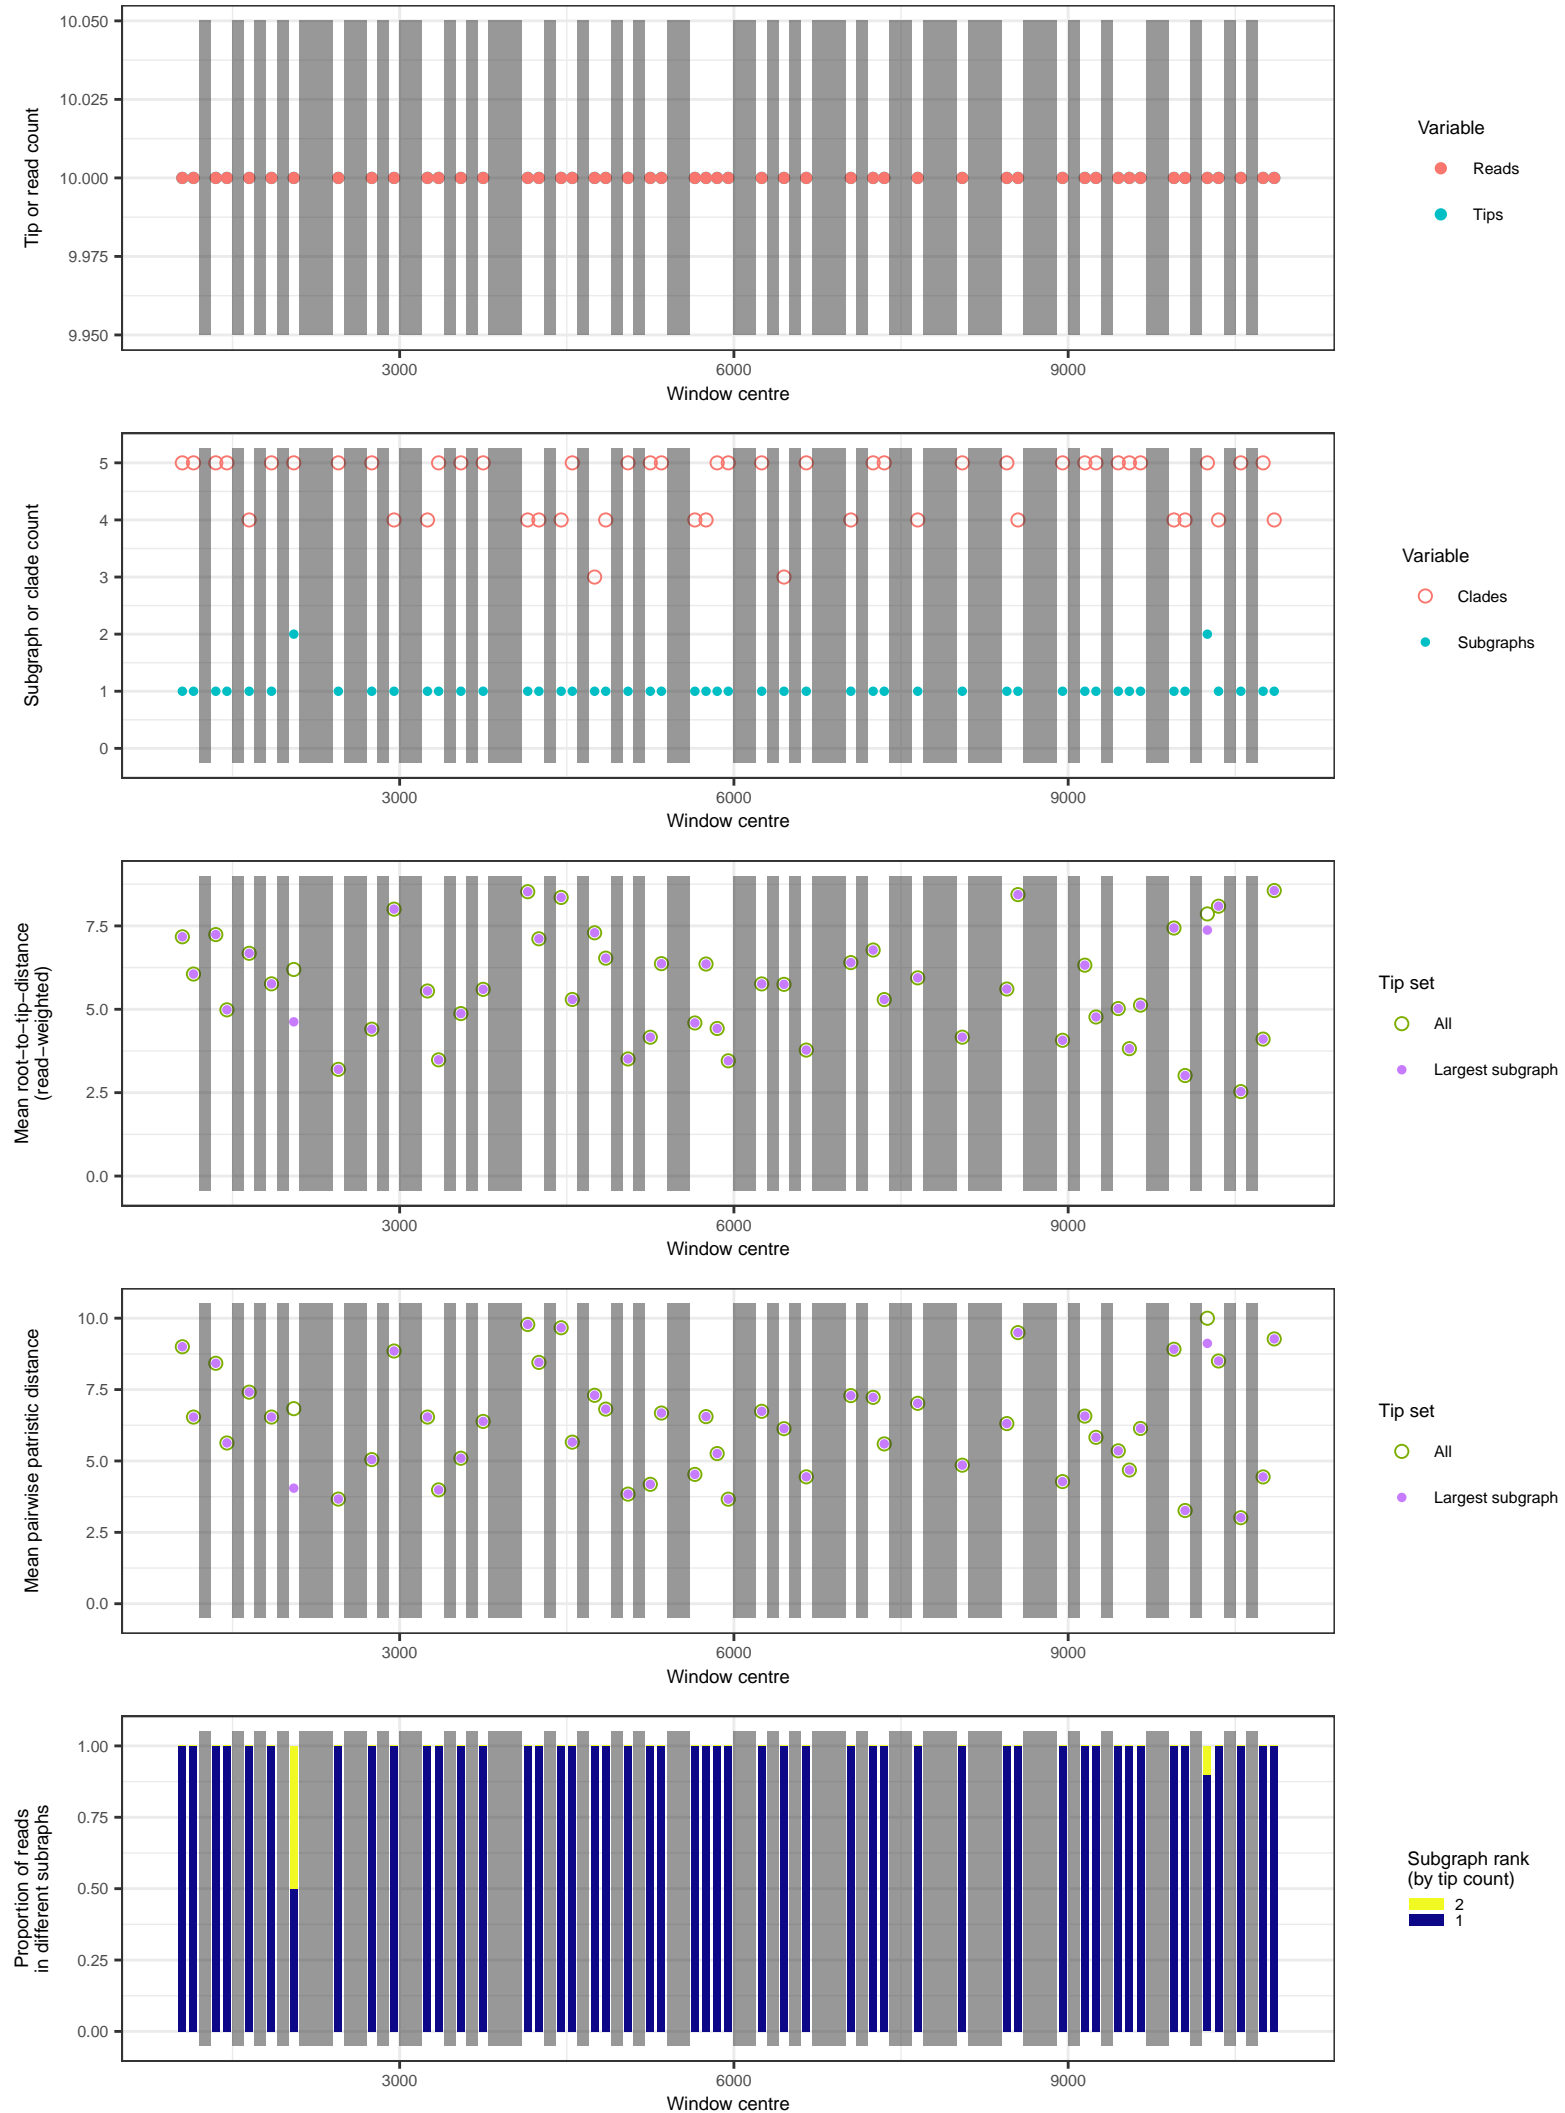 10.050
10.025
10.000
9.975
9.950
Tip or read count
3000
6000
9000
Window centre
Variable
Reads
Tips
5
4
3
2
1
0
Subgraph or clade count
3000
6000
9000
Window centre
Variable
Clades
Subgraphs
7.5
5.0
2.5
0.0
Mean root−to−tip−distance
(read−weighted)
3000
6000
9000
Window centre
Tip set
All
Largest subgraph
10.0
7.5
5.0
2.5
0.0
Mean pairwise patristic distance
3000
6000
9000
Window centre
Tip set
All
Largest subgraph
1.00
0.75
0.50
0.25
0.00
Proportion of reads
in different subraphs
3000
6000
9000
Window centre
Subgraph rank
(by tip count)
2
1